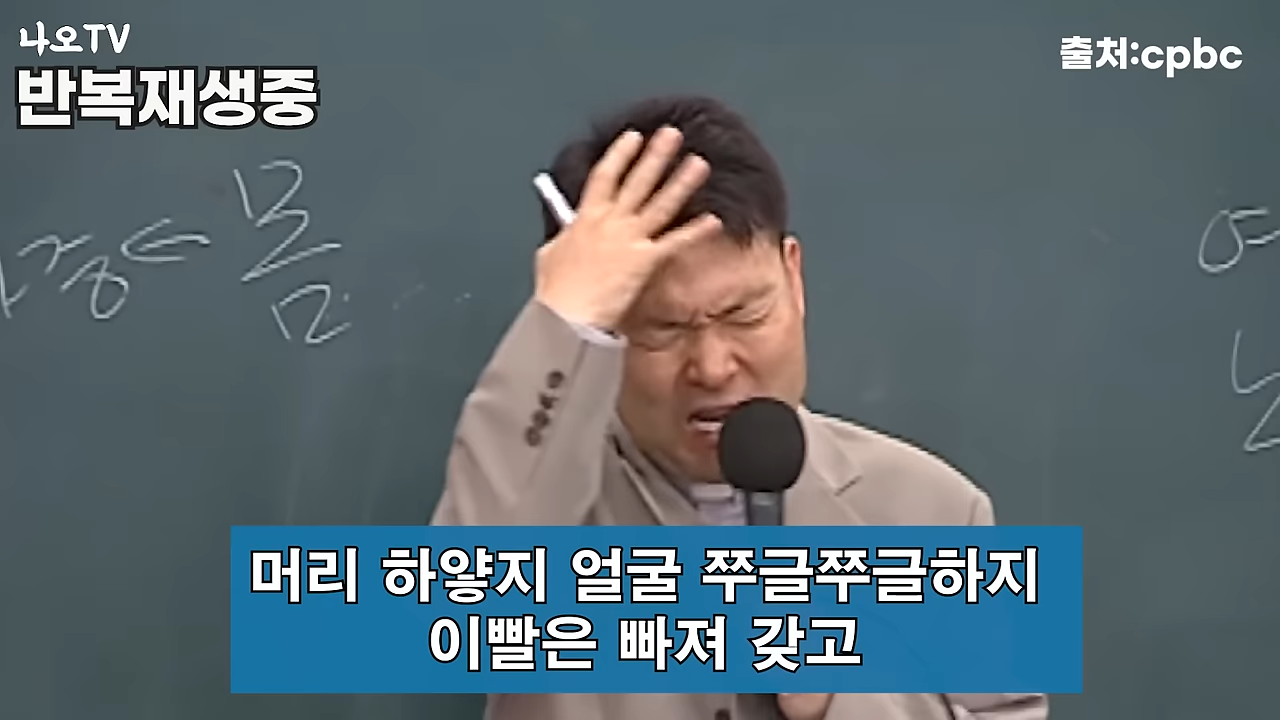 나오TV
반복재생중
출처:cpbc
몸
머리 하얗지 얼굴 쭈글쭈글하지
이빨은 빠져 갖고